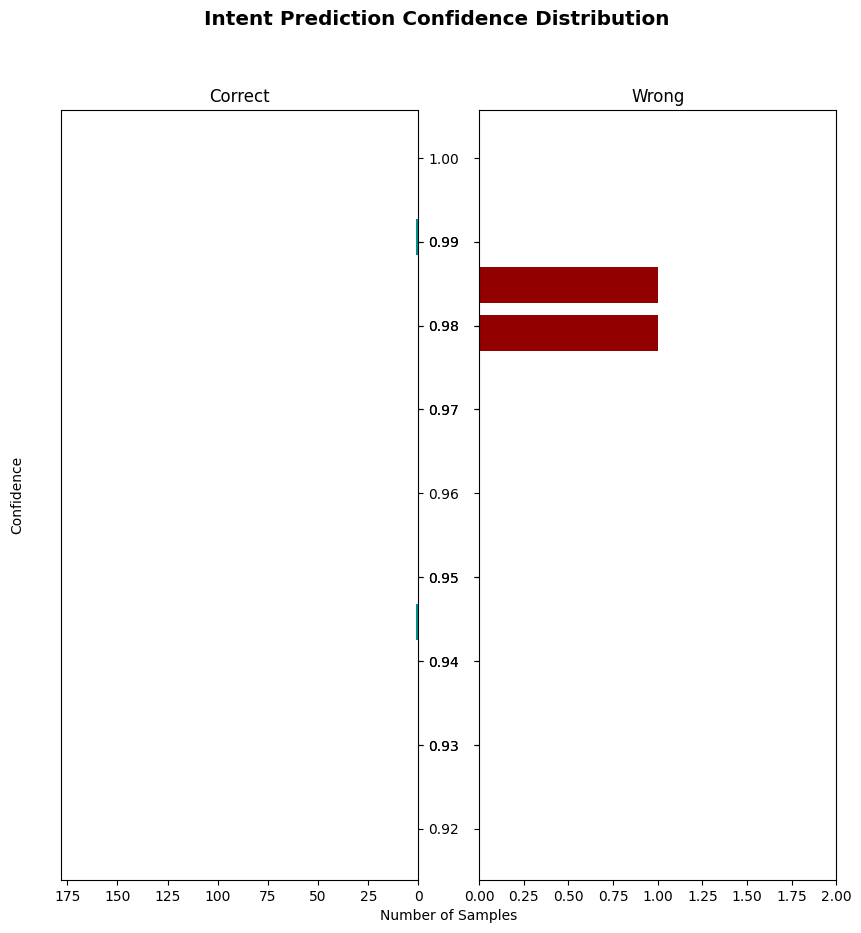 Intent Prediction Confidence Distribution
Correct
Wrong
1.00
0.99
0.98
0.97
0.96
0.95
0.94
0.93
0.92
Confidence
175 150 125 100 75 50 25 0
0.00 0.25 0.50 0.75 1.00 1.25 1.50 1.75 2.00
Number of Samples